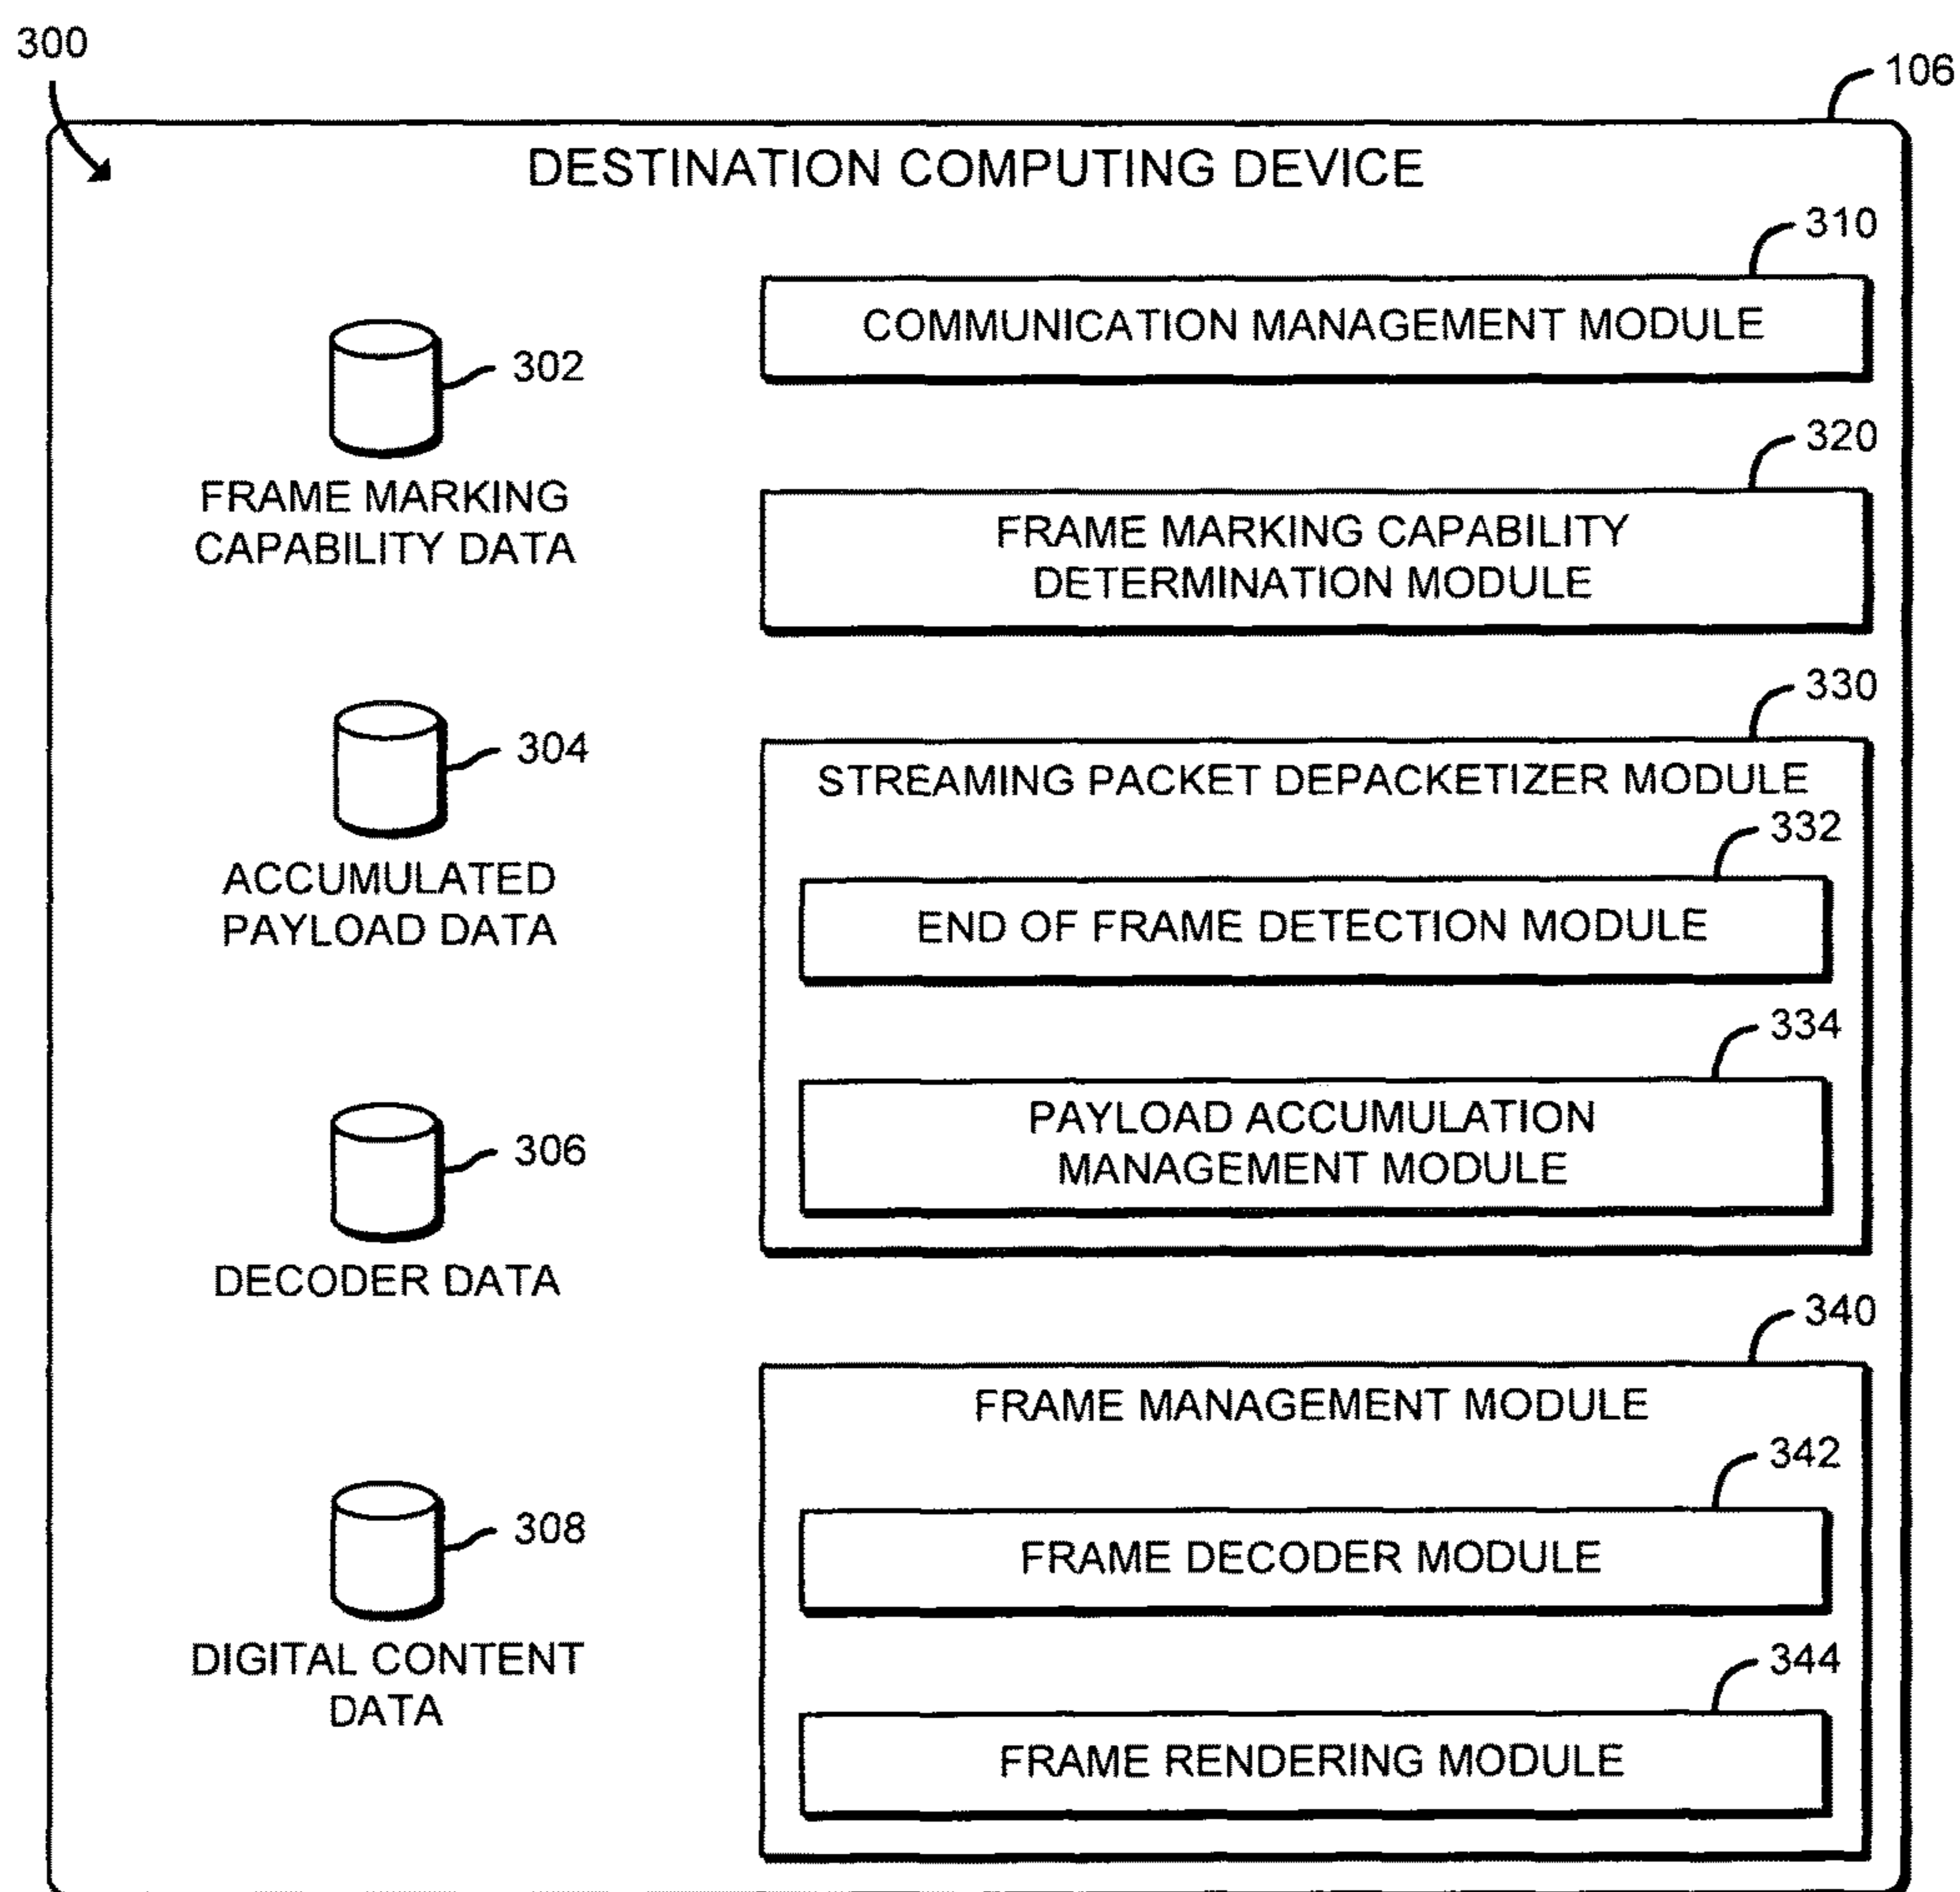 300
106
DESTINATION COMPUTING DEVICE
302
FRAME MARKING
CAPABILITY DATA
304
ACCUMULATED
PAYLOAD DATA
306
DECODER DATA
308
DIGITAL CONTENT
DATA
310
COMMUNICATION MANAGEMENT MODULE
320
FRAME MARKING CAPABILITY
DETERMINATION MODULE
330
STREAMING PACKET DEPACKETIZER MODULE
332
END OF FRAME DETECTION MODULE
334
PAYLOAD ACCUMULATION
MANAGEMENT MODULE
340
FRAME MANAGEMENT MODULE
342
FRAME DECODER MODULE
344
FRAME RENDERING MODULE